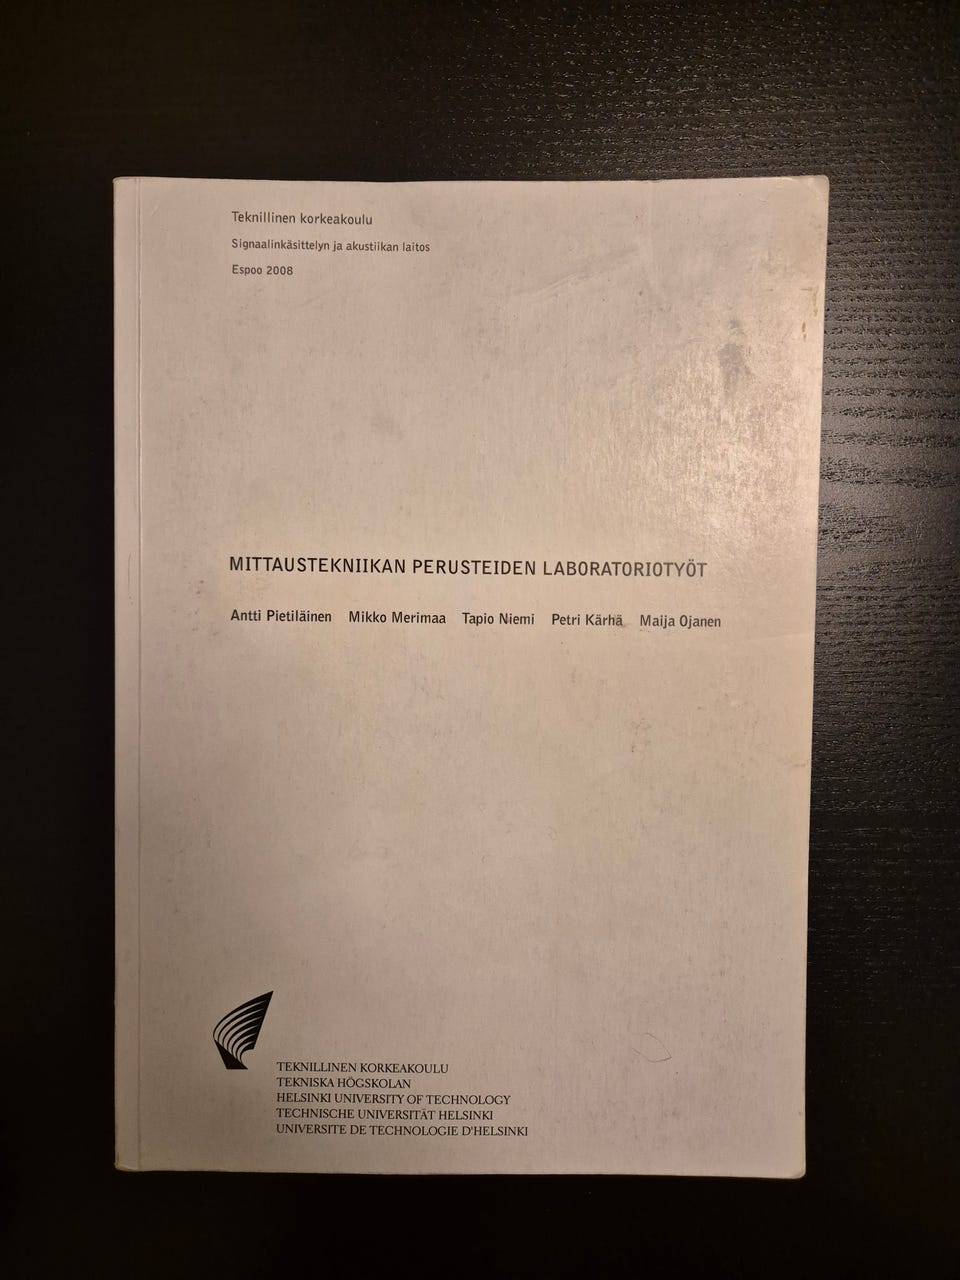 Teknillinen korkeakoulu
Signaalinkäsittelyn ja akustiikan laitos
Espoo 2008
MITTAUSTEKNIIKAN PERUSTEIDEN LABORATORIOTYÖT
Antti Pietiläinen Mikko Merimaa Tapio Niemi Petri Kärhä Maija Ojanen
TEKNILLINEN KORKEAKOULU
TEKNISKA HÖGSKOLAN
HELSINKI UNIVERSITY OF TECHNOLOGY
TECHNISCHE UNIVERSITÄT HELSINKI
UNIVERSITE DE TECHNOLOGIE D'HELSINKI